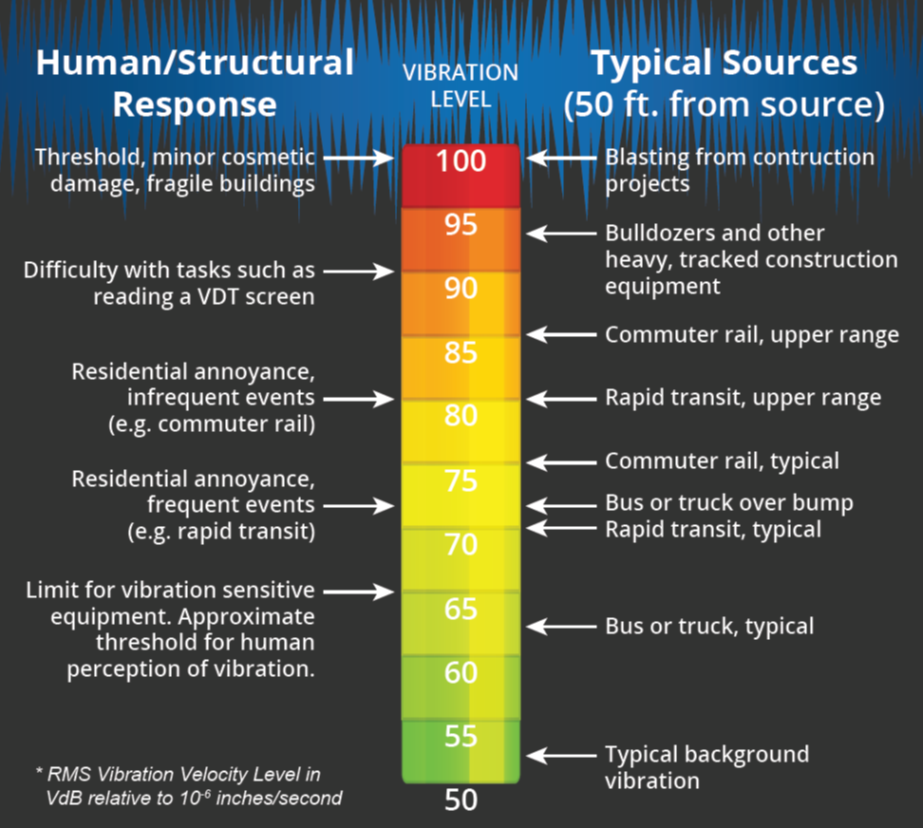 Human/Structural
Response
VIBRATION
LEVEL
Typical Sources
(50 ft. from source)
Threshold, minor cosmetic
damage, fragile buildings
Difficulty with tasks such as
reading a VDT screen
Residential annoyance,
infrequent events
(e.g. commuter rail)
Residential annoyance,
frequent events
(e.g. rapid transit)
Limit for vibration sensitive
equipment. Approximate
threshold for human
perception of vibration.
100
95
90
85
80
75
70
65
60
55
50
Blasting from contruction
projects
Bulldozers and other
heavy, tracked construction
equipment
Commuter rail, upper range
Rapid transit, upper range
Commuter rail, typical
Bus or truck over bump
Rapid transit, typical
Bus or truck, typical
Typical background
vibration
* RMS Vibration Velocity Level in
VdB relative to 10⁻⁶ inches/second